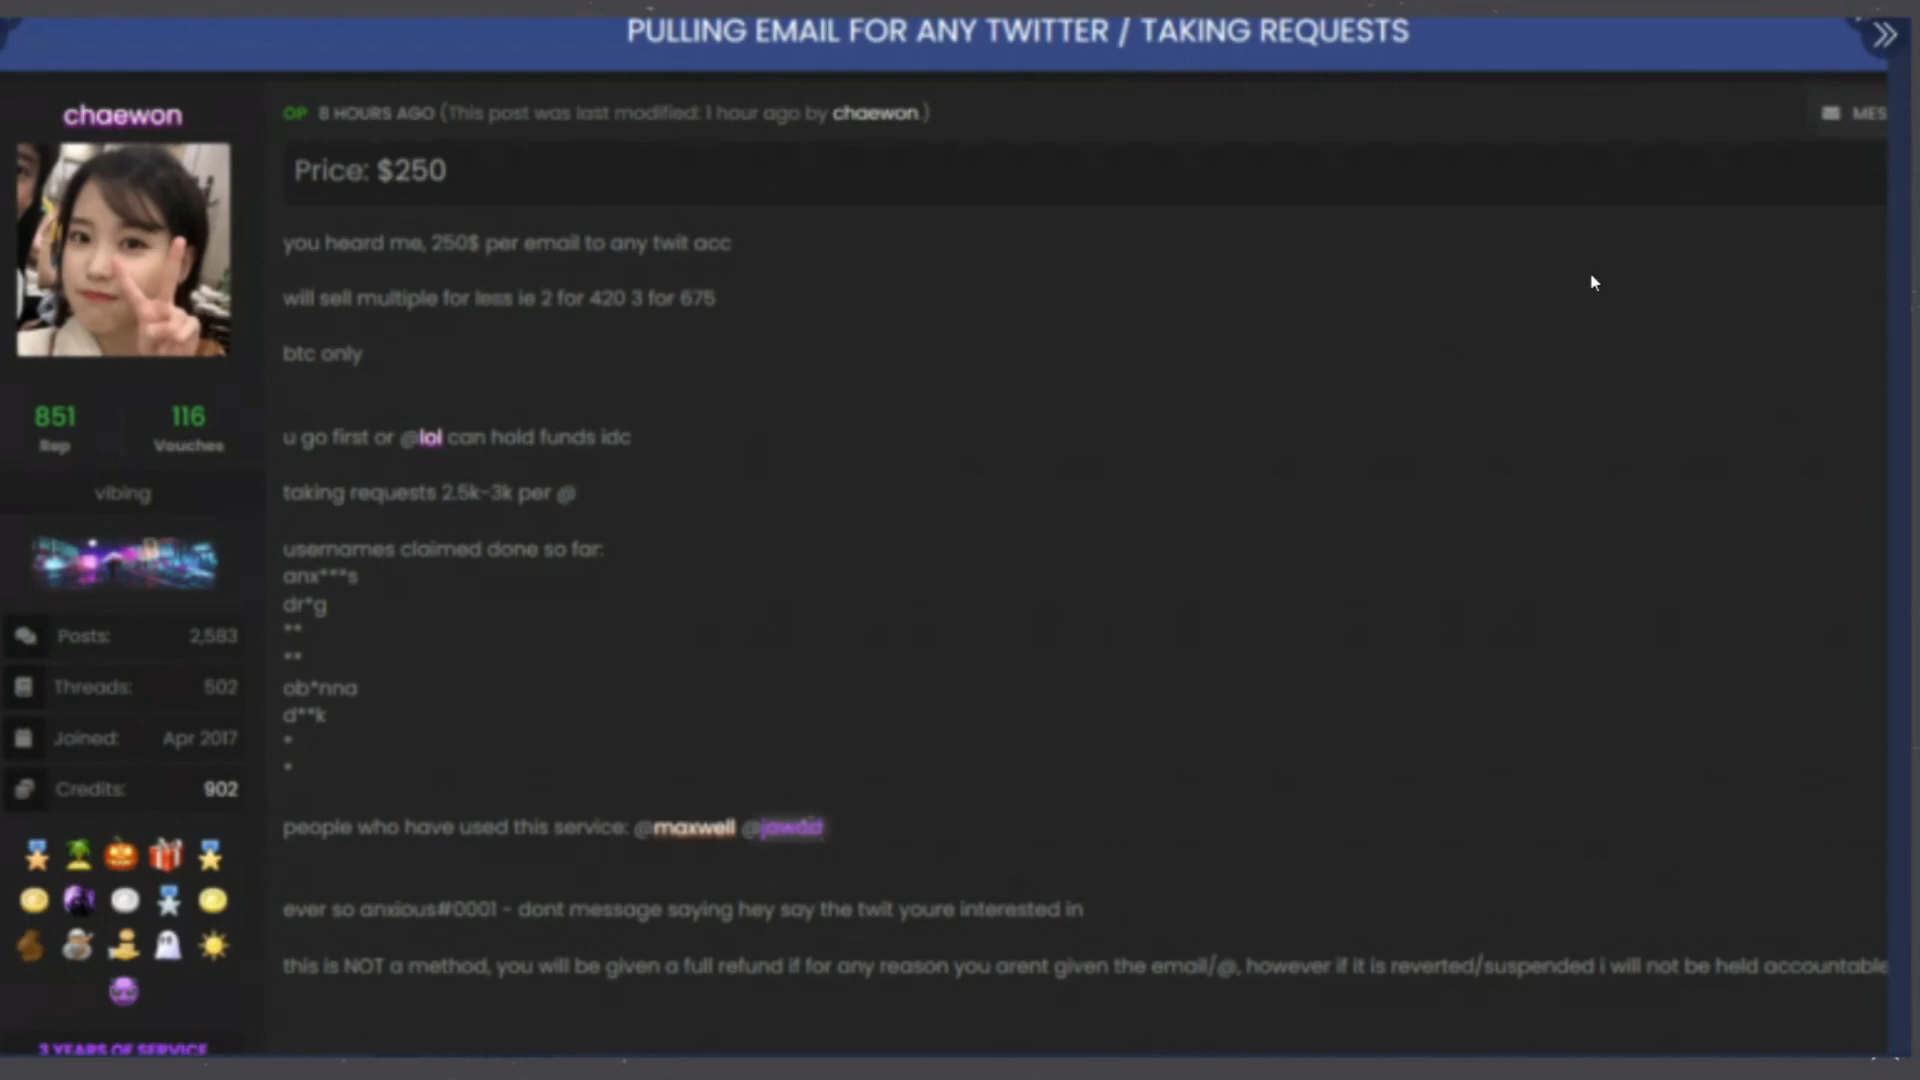 PULLING EMAIL FOR ANY TWITTER / TAKING REQUESTS
chaewon
OP 8 HOURS AGO (This post was last modified: 1 hour ago by chaewon.)
MES
Price: $250
you heard me, 250$ per email to any twit acc
will sell multiple for less ie 2 for 420 3 for 675
btc only
851
Rep
116
Vouches
u go first or @lol can hold funds idc
vibing
taking requests 2.5k-3k per @
usernames claimed done so far:
anx***s
dr*g
**
**
ob*nna
d**k
*
*
Posts: 2,583
Threads: 502
Joined: Apr 2017
Credits: 902
people who have used this service: @maxwell @jawad
ever so anxious#0001 - dont message saying hey say the twit youre interested in
this is NOT a method, you will be given a full refund if for any reason you arent given the email/@, however if it is reverted/suspended i will not be held accountable
3 YEARS OF SERVICE